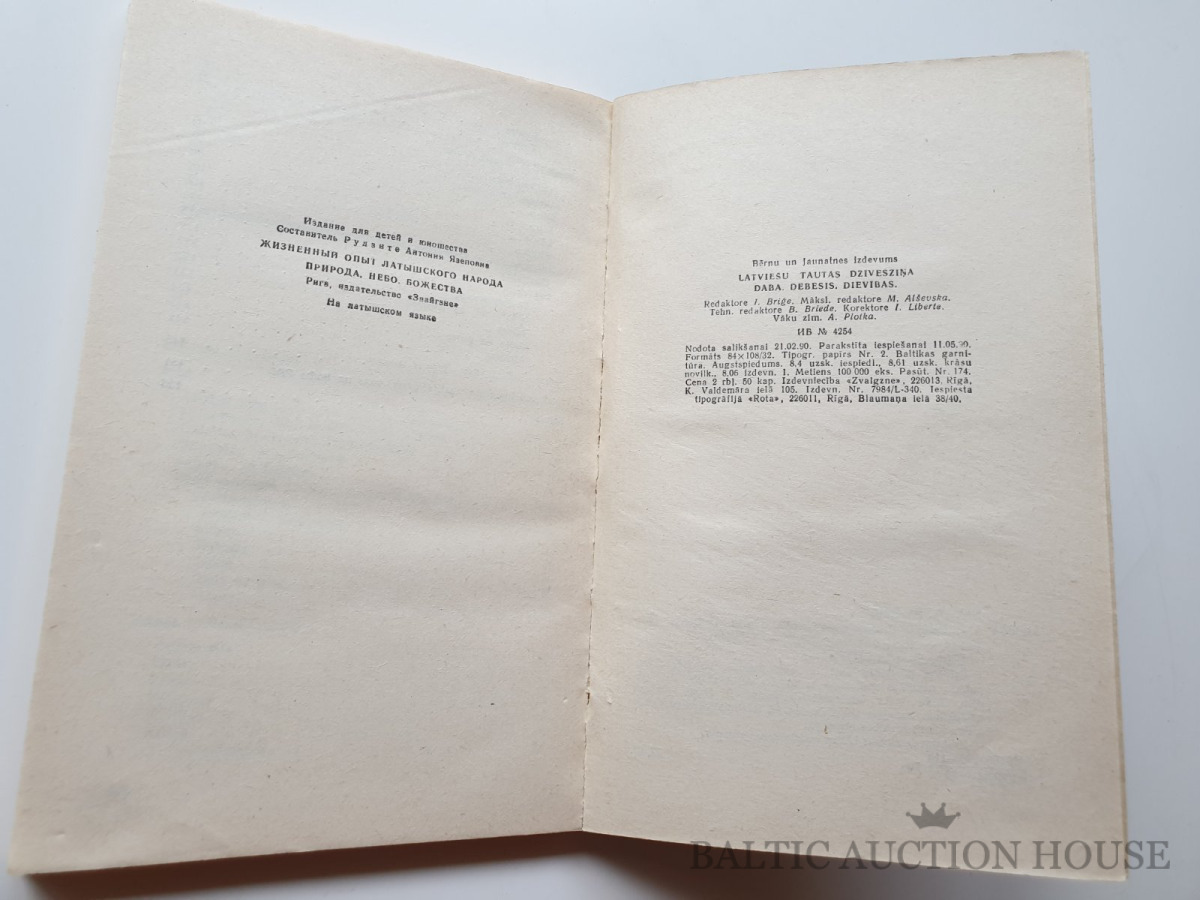 Издание для детей и юношества
Составитель Рудзите Антония Язеповна
ЖИЗНЕННЫЙ ОПЫТ ЛАТЫШСКОГО НАРОДА
ПРИРОДА. НЕБО. БОЖЕСТВА
Рига, издательство «Звайгзне»
На латышском языке
Bērnu un jaunatnes izdevums
LATVIEŠU TAUTAS DZĪVESZIŅA
DABA. DEBESIS. DIEVĪBAS.
Redaktore I. Briģe. Māksl. redaktore M. Alševska.
Tehn. redaktore B. Briede. Korektore I. Liberte.
Vāku zīm. A. Plotka.
ИБ № 4254
Nodota salikšanai 21.02.90. Parakstīta iespiešanai 11.05.90.
Formāts 84×108/32. Tipogr. papīrs Nr. 2. Baltikas garni-
tūra. Augstspiedums. 8,4 uzsk. iespiedl., 8,61 uzsk. krāsu
novilk., 8,06 izdevn. l. Metiens 100 000 eks. Pasūt. Nr. 174.
Cena 2 rbļ. 50 kap. Izdevniecība «Zvaigzne», 226013, Rīgā,
K. Valdemāra ielā 105. Izdevn. Nr. 7984/L-340. Iespiesta
tipogrāfijā «Rota», 226011, Rīgā, Blaumaņa ielā 38/40.
BALTIC AUCTION HOUSE